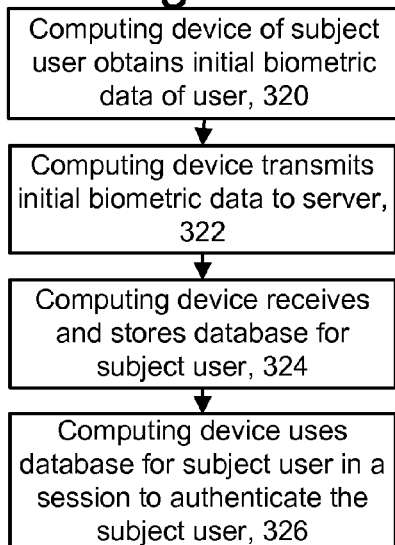 Computing device of subject
user obtains initial biometric
data of user, 320
Computing device transmits
initial biometric data to server,
322
Computing device receives
and stores database for
subject user, 324
Computing device uses
database for subject user in a
session to authenticate the
subject user, 326